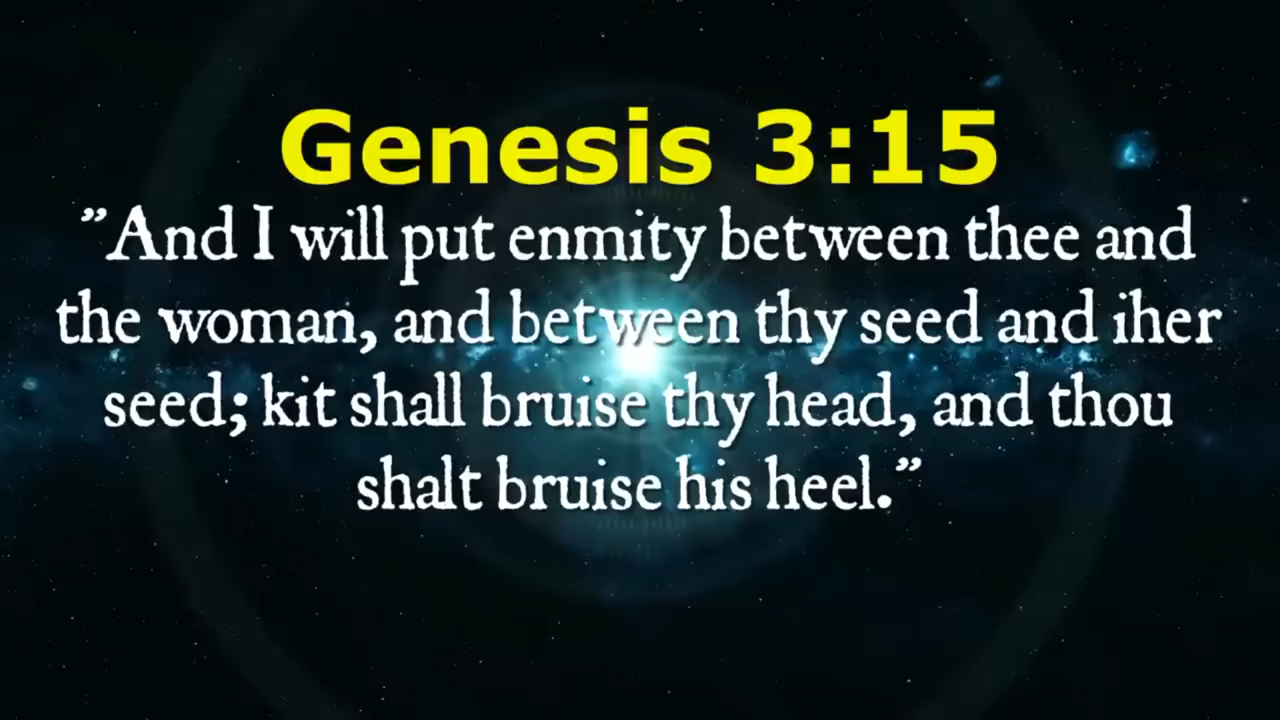 Genesis 3:15
”And I will put enmity between thee and
the woman, and between thy seed and iher
seed; kit shall bruise thy head, and thou
shalt bruise his heel.”